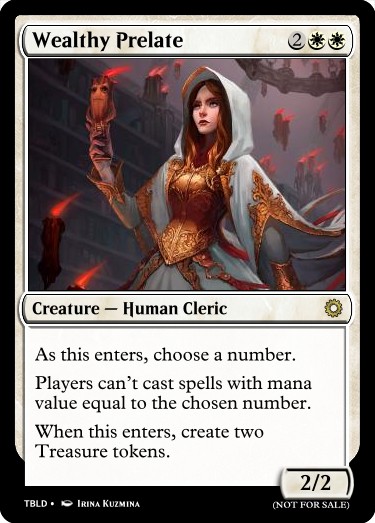 Wealthy Prelate 2
Creature — Human Cleric
As this enters, choose a number.
Players can't cast spells with mana
value equal to the chosen number.
When this enters, create two
Treasure tokens.
2/2
TBLD • Irina Kuzmina
(NOT FOR SALE)